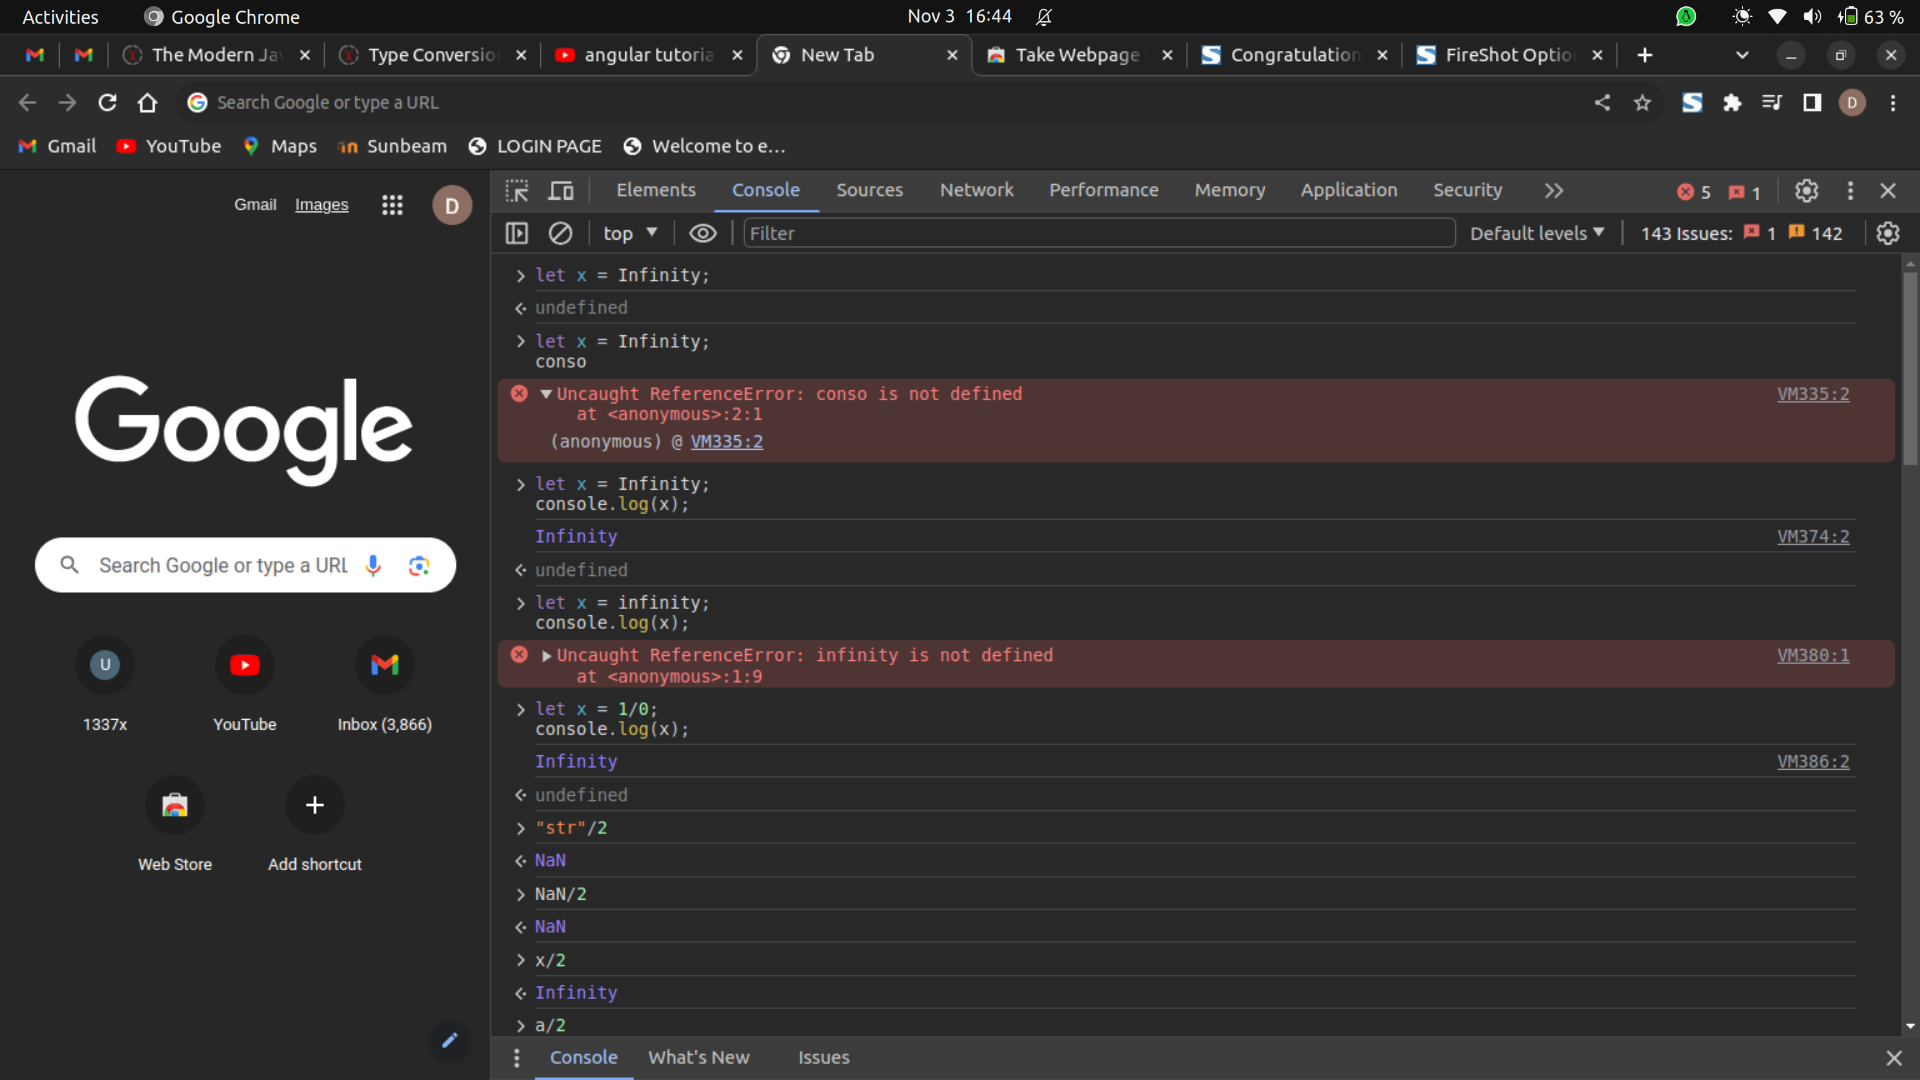 Activities
Google Chrome
Nov 3 16:44
63 %
The Modern Ja
Type Conversio
angular tutoria
New Tab
Take Webpage
Congratulation
FireShot Optio
Search Google or type a URL
D
Gmail
YouTube
Maps
Sunbeam
LOGIN PAGE
Welcome to e…
Gmail
Images
D
Google
Search Google or type a URL
U
1337x
YouTube
Inbox (3,866)
Web Store
Add shortcut
Elements
Console
Sources
Network
Performance
Memory
Application
Security
5
1
top
Filter
Default levels
143 Issues:
1
142
let x = Infinity;
undefined
let x = Infinity;
conso
Uncaught ReferenceError: conso is not defined
VM335:2
at <anonymous>:2:1
(anonymous) @ VM335:2
let x = Infinity;
console.log(x);
Infinity
VM374:2
undefined
let x = infinity;
console.log(x);
Uncaught ReferenceError: infinity is not defined
VM380:1
at <anonymous>:1:9
let x = 1/0;
console.log(x);
Infinity
VM386:2
undefined
"str"/2
NaN
NaN/2
NaN
x/2
Infinity
a/2
Console
What's New
Issues